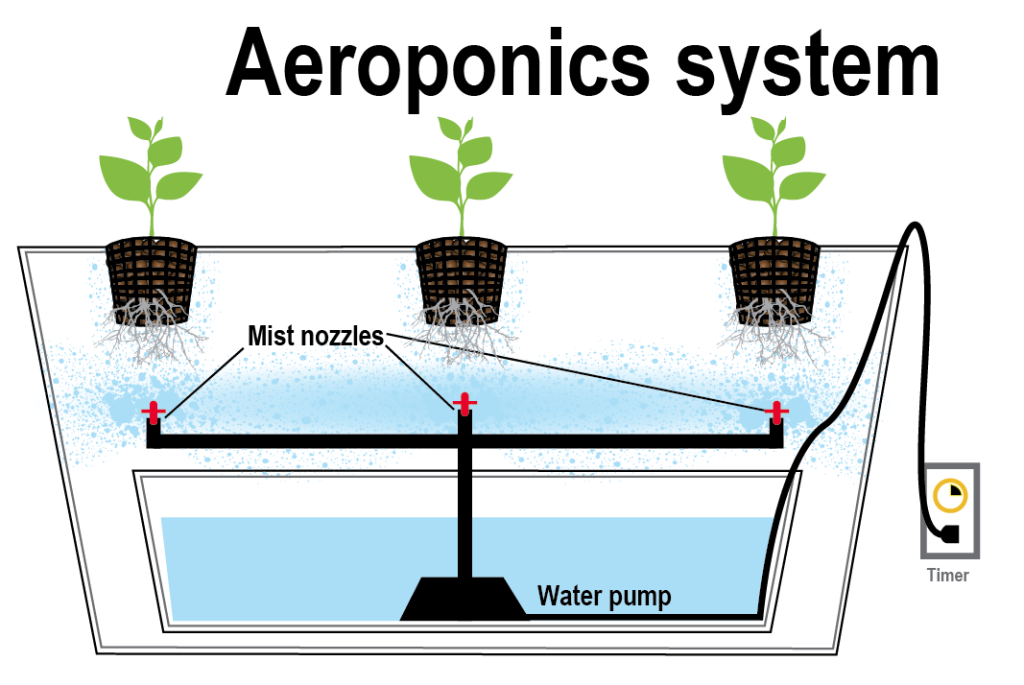 Aeroponics system
Mist nozzles
Water pump
Timer